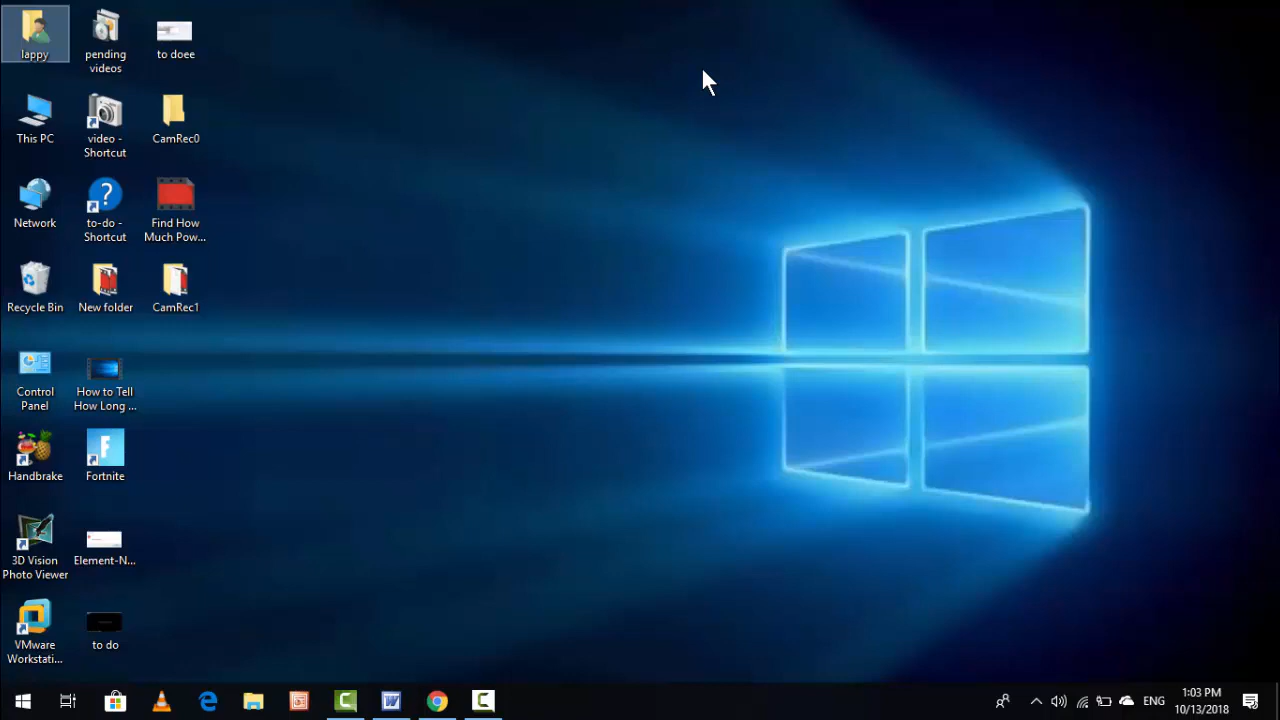 lappy
pending
videos
to doee
This PC
video -
Shortcut
CamRec0
Network
to-do -
Shortcut
Find How
Much Pow...
Recycle Bin
New folder
CamRec1
Control
Panel
How to Tell
How Long ...
Handbrake
F
Fortnite
3D Vision
Photo Viewer
Element-N...
VMware
Workstati...
to do
ENG
1:03 PM
10/13/2018